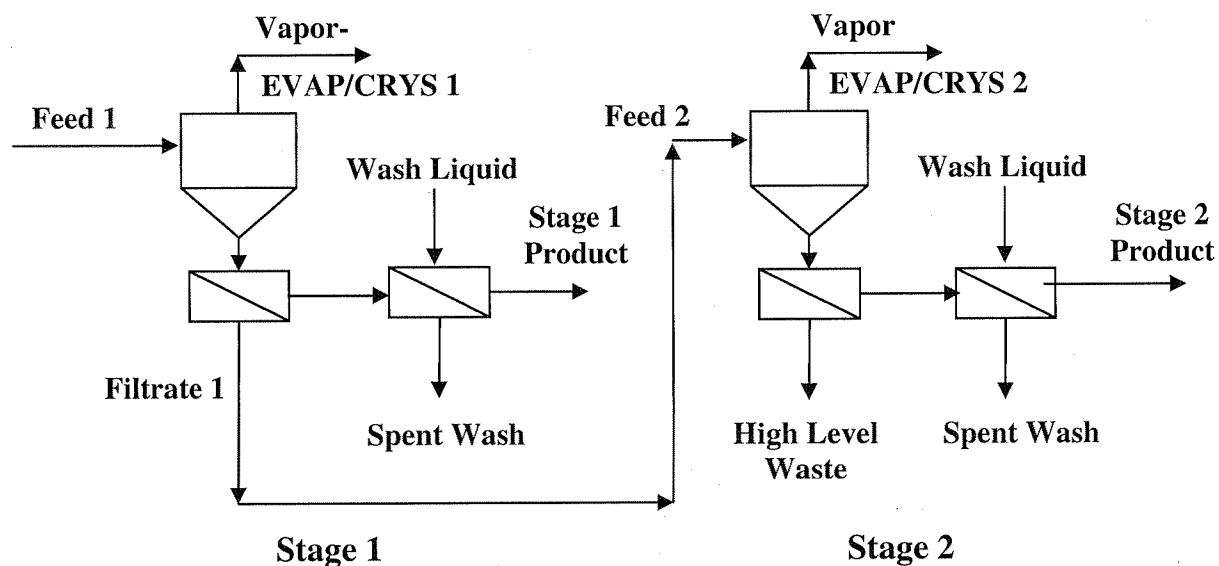 Vapor-
EVAP/CRYS 1
Feed 1
Wash Liquid
Stage 1
Product
Filtrate 1
Spent Wash
Stage 1
Vapor
EVAP/CRYS 2
Feed 2
Wash Liquid
Stage 2
Product
High Level
Waste
Spent Wash
Stage 2